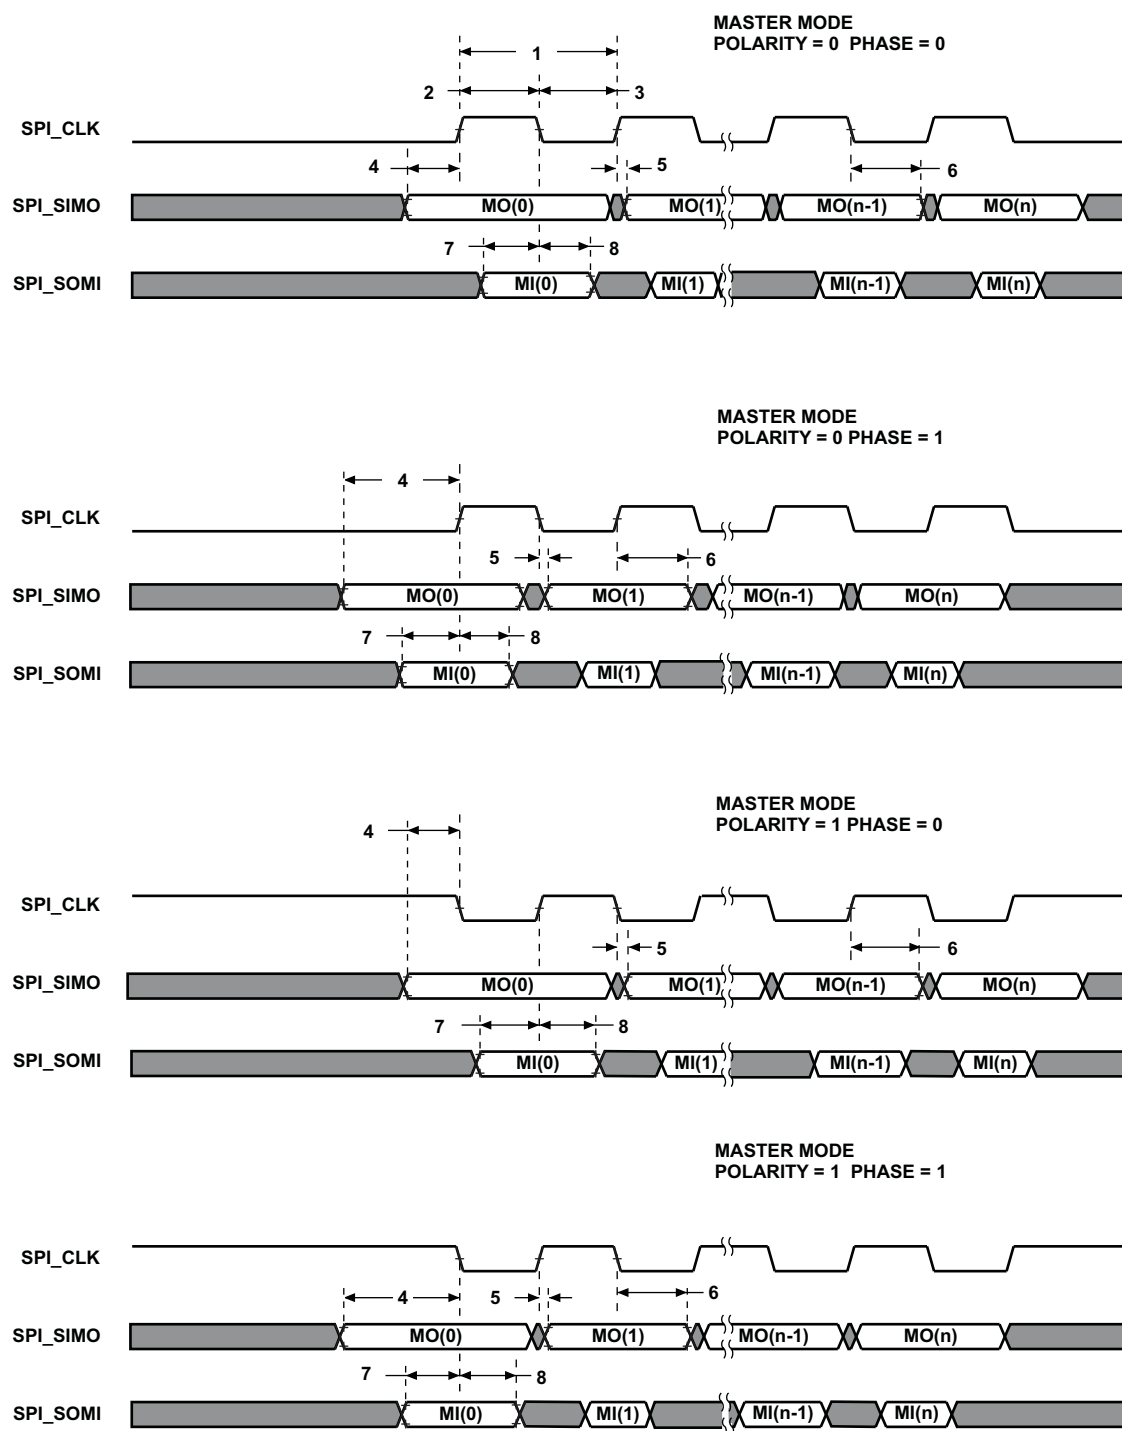 MASTER MODE
POLARITY = 0 PHASE = 0
1
2
3
SPI_CLK
4
5
6
SPI_SIMO
MO(0)
MO(1)
MO(n-1)
MO(n)
7
8
SPI_SOMI
MI(0)
MI(1)
MI(n-1)
MI(n)
MASTER MODE
POLARITY = 0 PHASE = 1
4
SPI_CLK
5
6
SPI_SIMO
MO(0)
MO(1)
MO(n-1)
MO(n)
7
8
SPI_SOMI
MI(0)
MI(1)
MI(n-1)
MI(n)
MASTER MODE
POLARITY = 1 PHASE = 0
4
SPI_CLK
5
6
SPI_SIMO
MO(0)
MO(1)
MO(n-1)
MO(n)
7
8
SPI_SOMI
MI(0)
MI(1)
MI(n-1)
MI(n)
MASTER MODE
POLARITY = 1 PHASE = 1
SPI_CLK
4
5
6
SPI_SIMO
MO(0)
MO(1)
MO(n-1)
MO(n)
7
8
SPI_SOMI
MI(0)
MI(1)
MI(n-1)
MI(n)